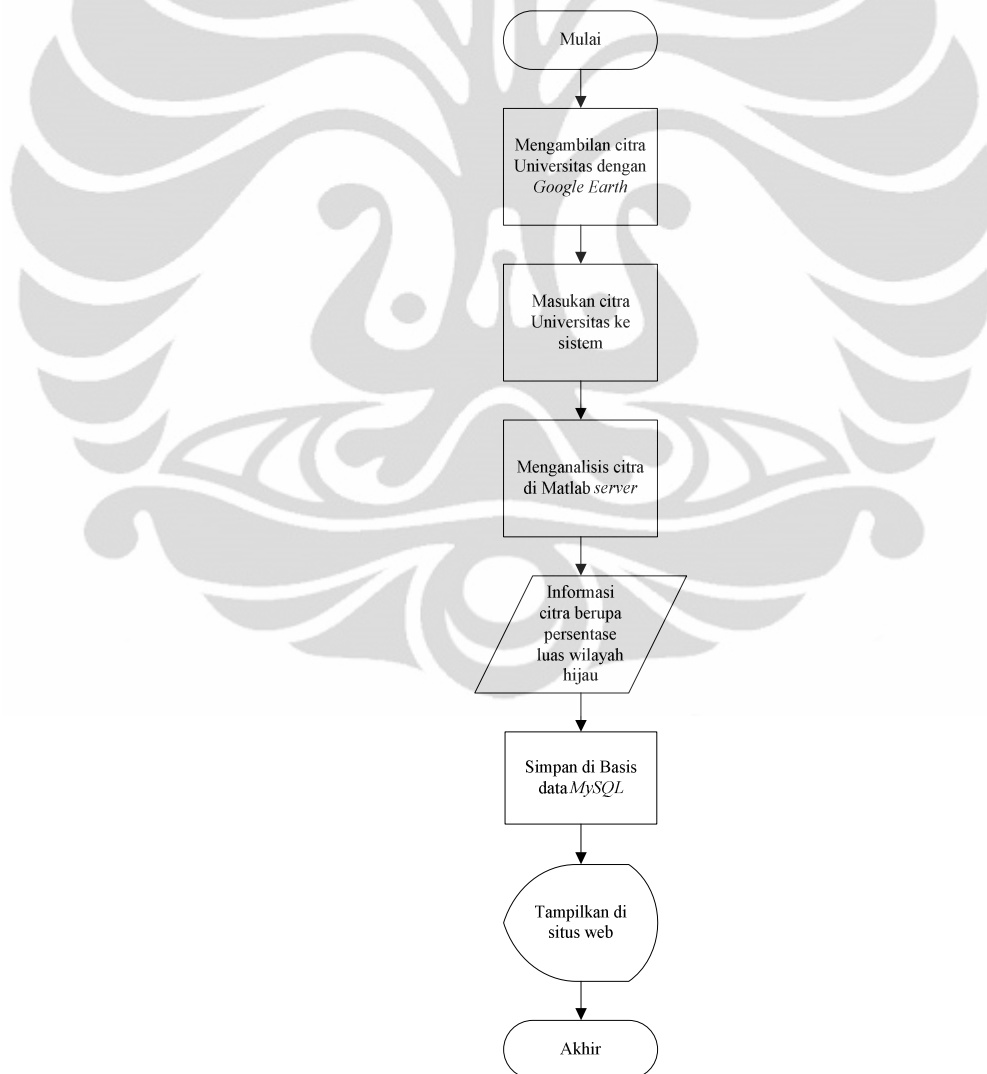 Mulai
Mengambilan citra
Universitas dengan
Google Earth
Masukan citra
Universitas ke
sistem
Menganalisis citra
di Matlab server
Informasi
citra berupa
persentase
luas wilayah
hijau
Simpan di Basis
data MySQL
Tampilkan di
situs web
Akhir